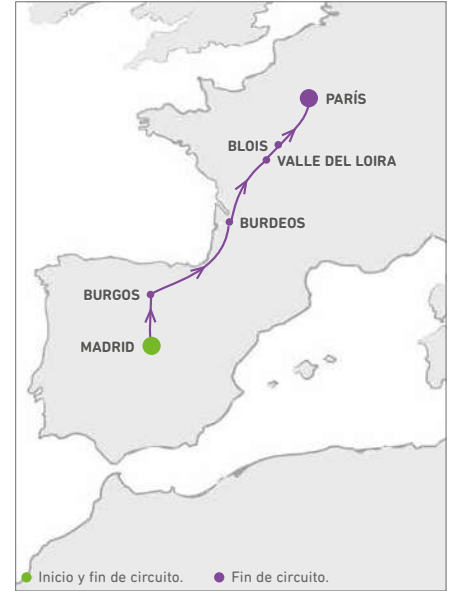 PARÍS
BLOIS
VALLE DEL LOIRA
BURDEOS
BURGOS
MADRID
Inicio y fin de circuito. Fin de circuito.